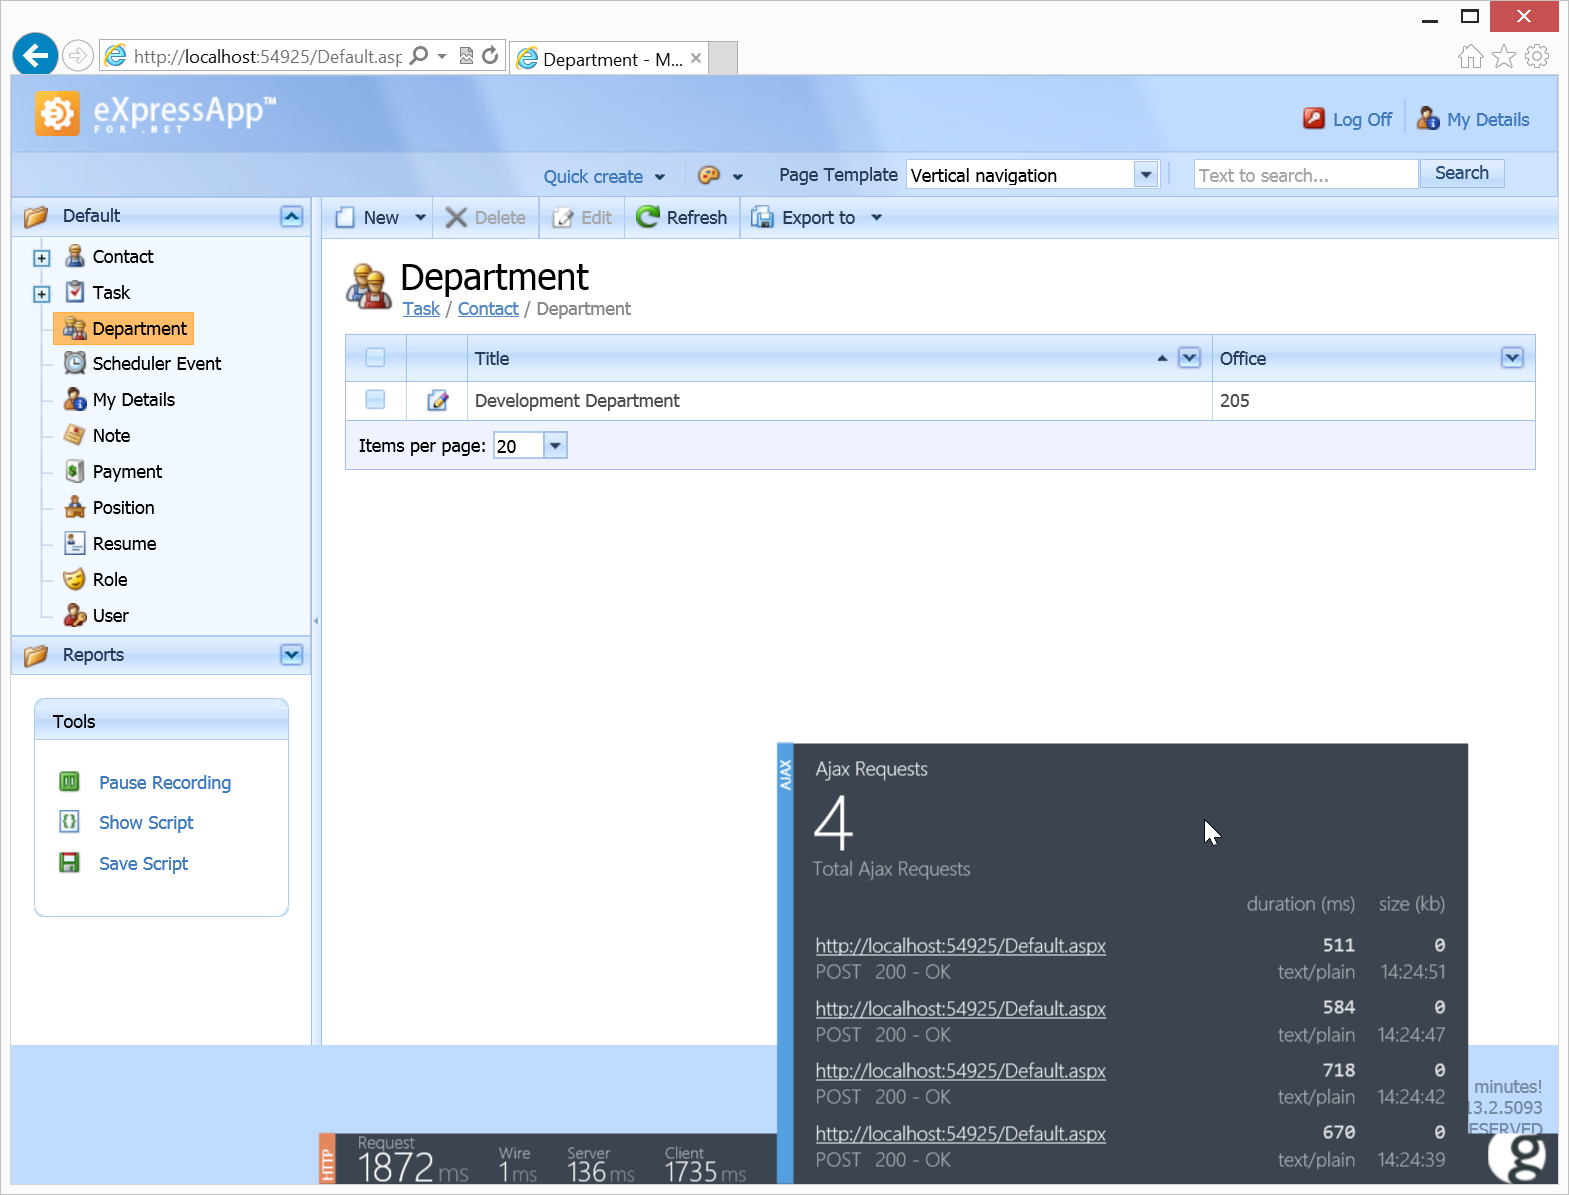 http://localhost:54925/Default.asp
Department - M...
eXpressApp™
FOR .NET
Log Off
My Details
Quick create
Page Template
Vertical navigation
Text to search...
Search
Default
New
Delete
Edit
Refresh
Export to
Contact
Task
Department
Scheduler Event
My Details
Note
Payment
Position
Resume
Role
User
Reports
Tools
Pause Recording
Show Script
Save Script
Department
Task / Contact / Department
Title
Office
Development Department
205
Items per page: 20
AJAX
Ajax Requests
4
Total Ajax Requests
duration (ms) size (kb)
http://localhost:54925/Default.aspx 511 0
POST 200 - OK text/plain 14:24:51
http://localhost:54925/Default.aspx 584 0
POST 200 - OK text/plain 14:24:47
http://localhost:54925/Default.aspx 718 0
POST 200 - OK text/plain 14:24:42
http://localhost:54925/Default.aspx 670 0
POST 200 - OK text/plain 14:24:39
minutes!
13.2.5093
ESERVED
HTTP
Request
1872 ms
Wire
1 ms
Server
136 ms
Client
1735 ms
g